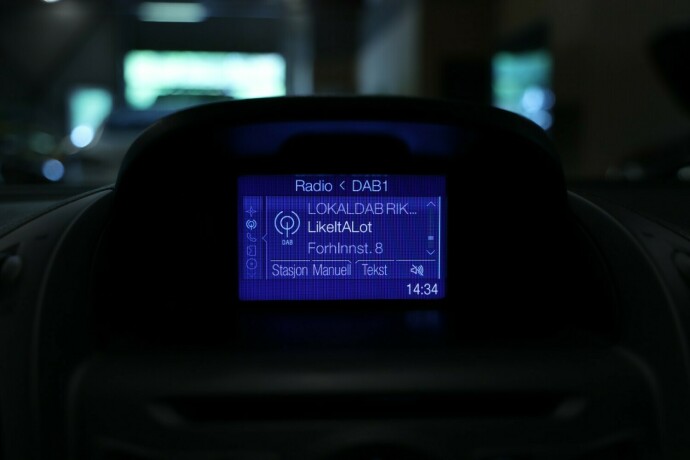 Radio < DAB1
LOKALDAB RIK...
LikeItALot
DAB
ForhInnst. 8
Stasjon Manuell Tekst
14:34